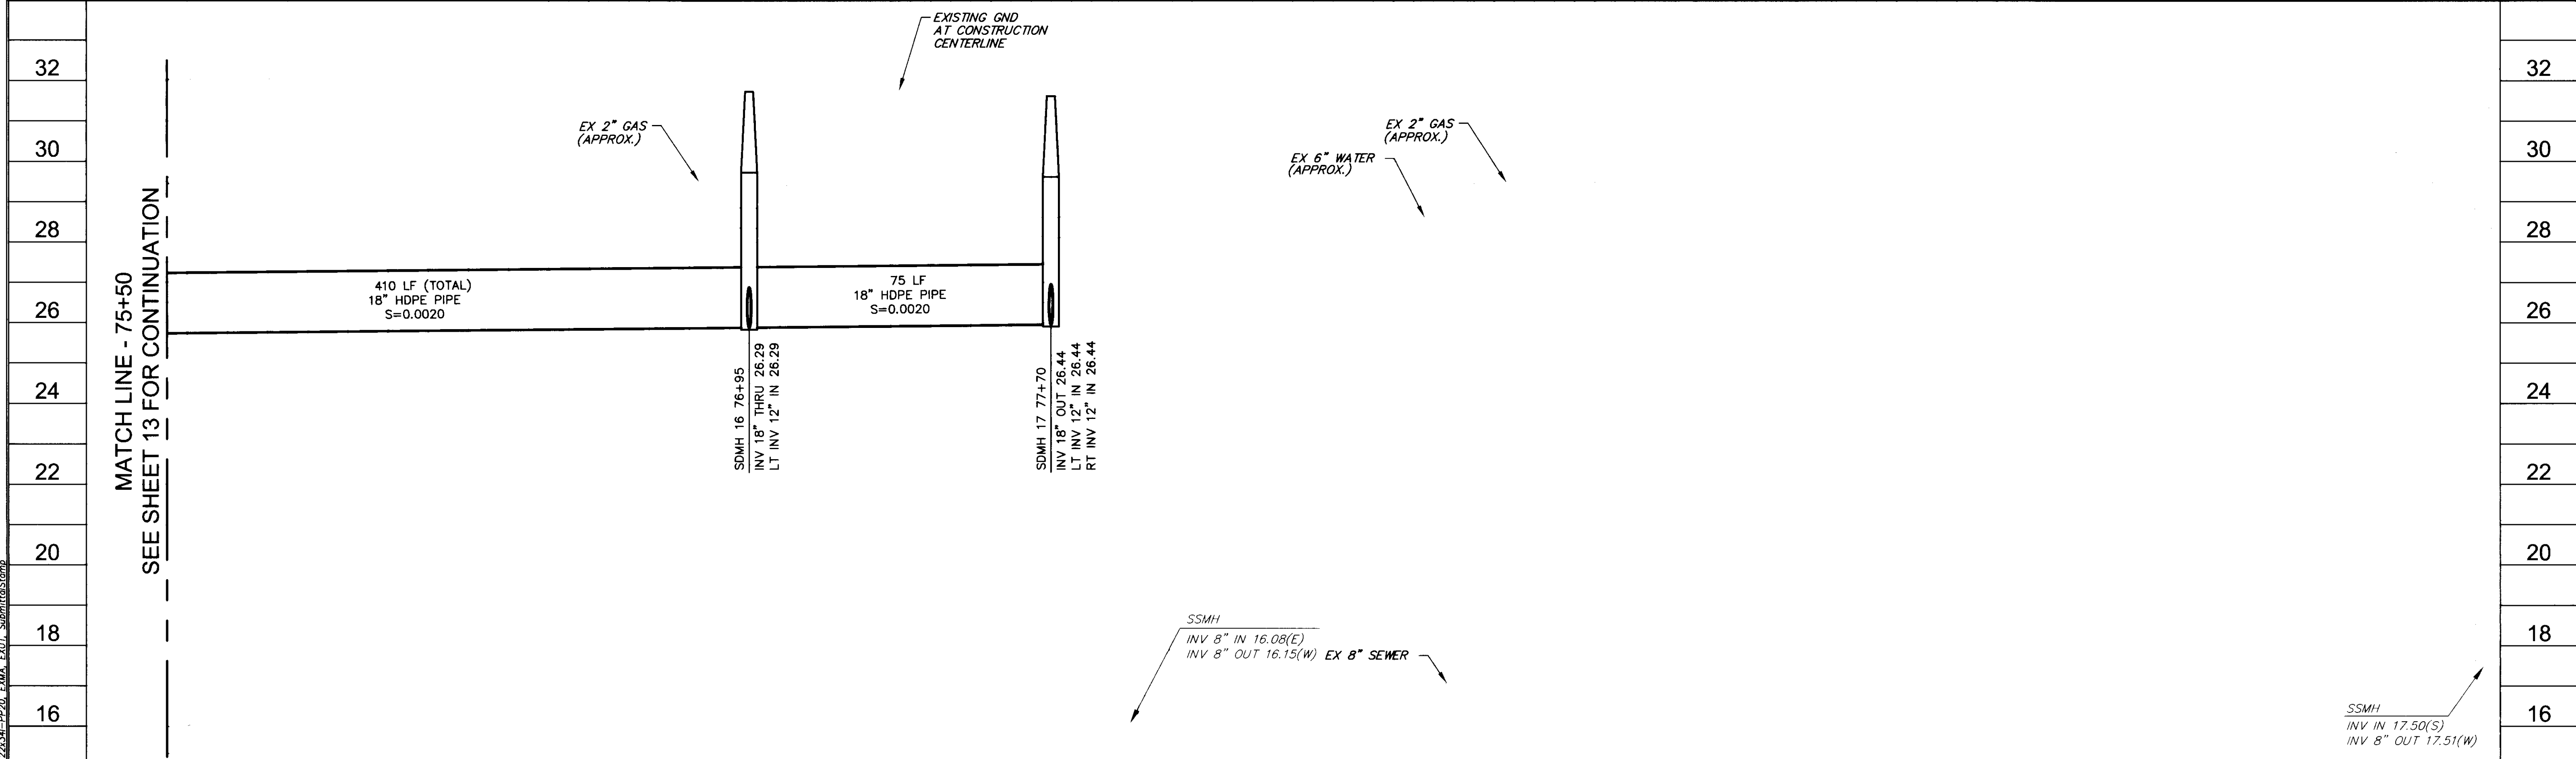 EXISTING GND
AT CONSTRUCTION
CENTERLINE
32
30
28
26
24
22
20
18
16
MATCH LINE - 75+50
SEE SHEET 13 FOR CONTINUATION
EX 2" GAS
(APPROX.)
410 LF (TOTAL)
18" HDPE PIPE
S=0.0020
75 LF
18" HDPE PIPE
S=0.0020
SDMH 16 76+95
INV 18" THRU 26.29
LT INV 12" IN 26.29
SDMH 17 77+70
INV 18" OUT 26.44
LT INV 12" IN 26.44
RT INV 12" IN 26.44
EX 6" WATER
(APPROX.)
EX 2" GAS
(APPROX.)
SSMH
INV 8" IN 16.08(E)
INV 8" OUT 16.15(W)
EX 8" SEWER
SSMH
INV IN 17.50(S)
INV 8" OUT 17.51(W)
32
30
28
26
24
22
20
18
16
22x34r-PP20, EXMA, EXUT, SubmittalStamp